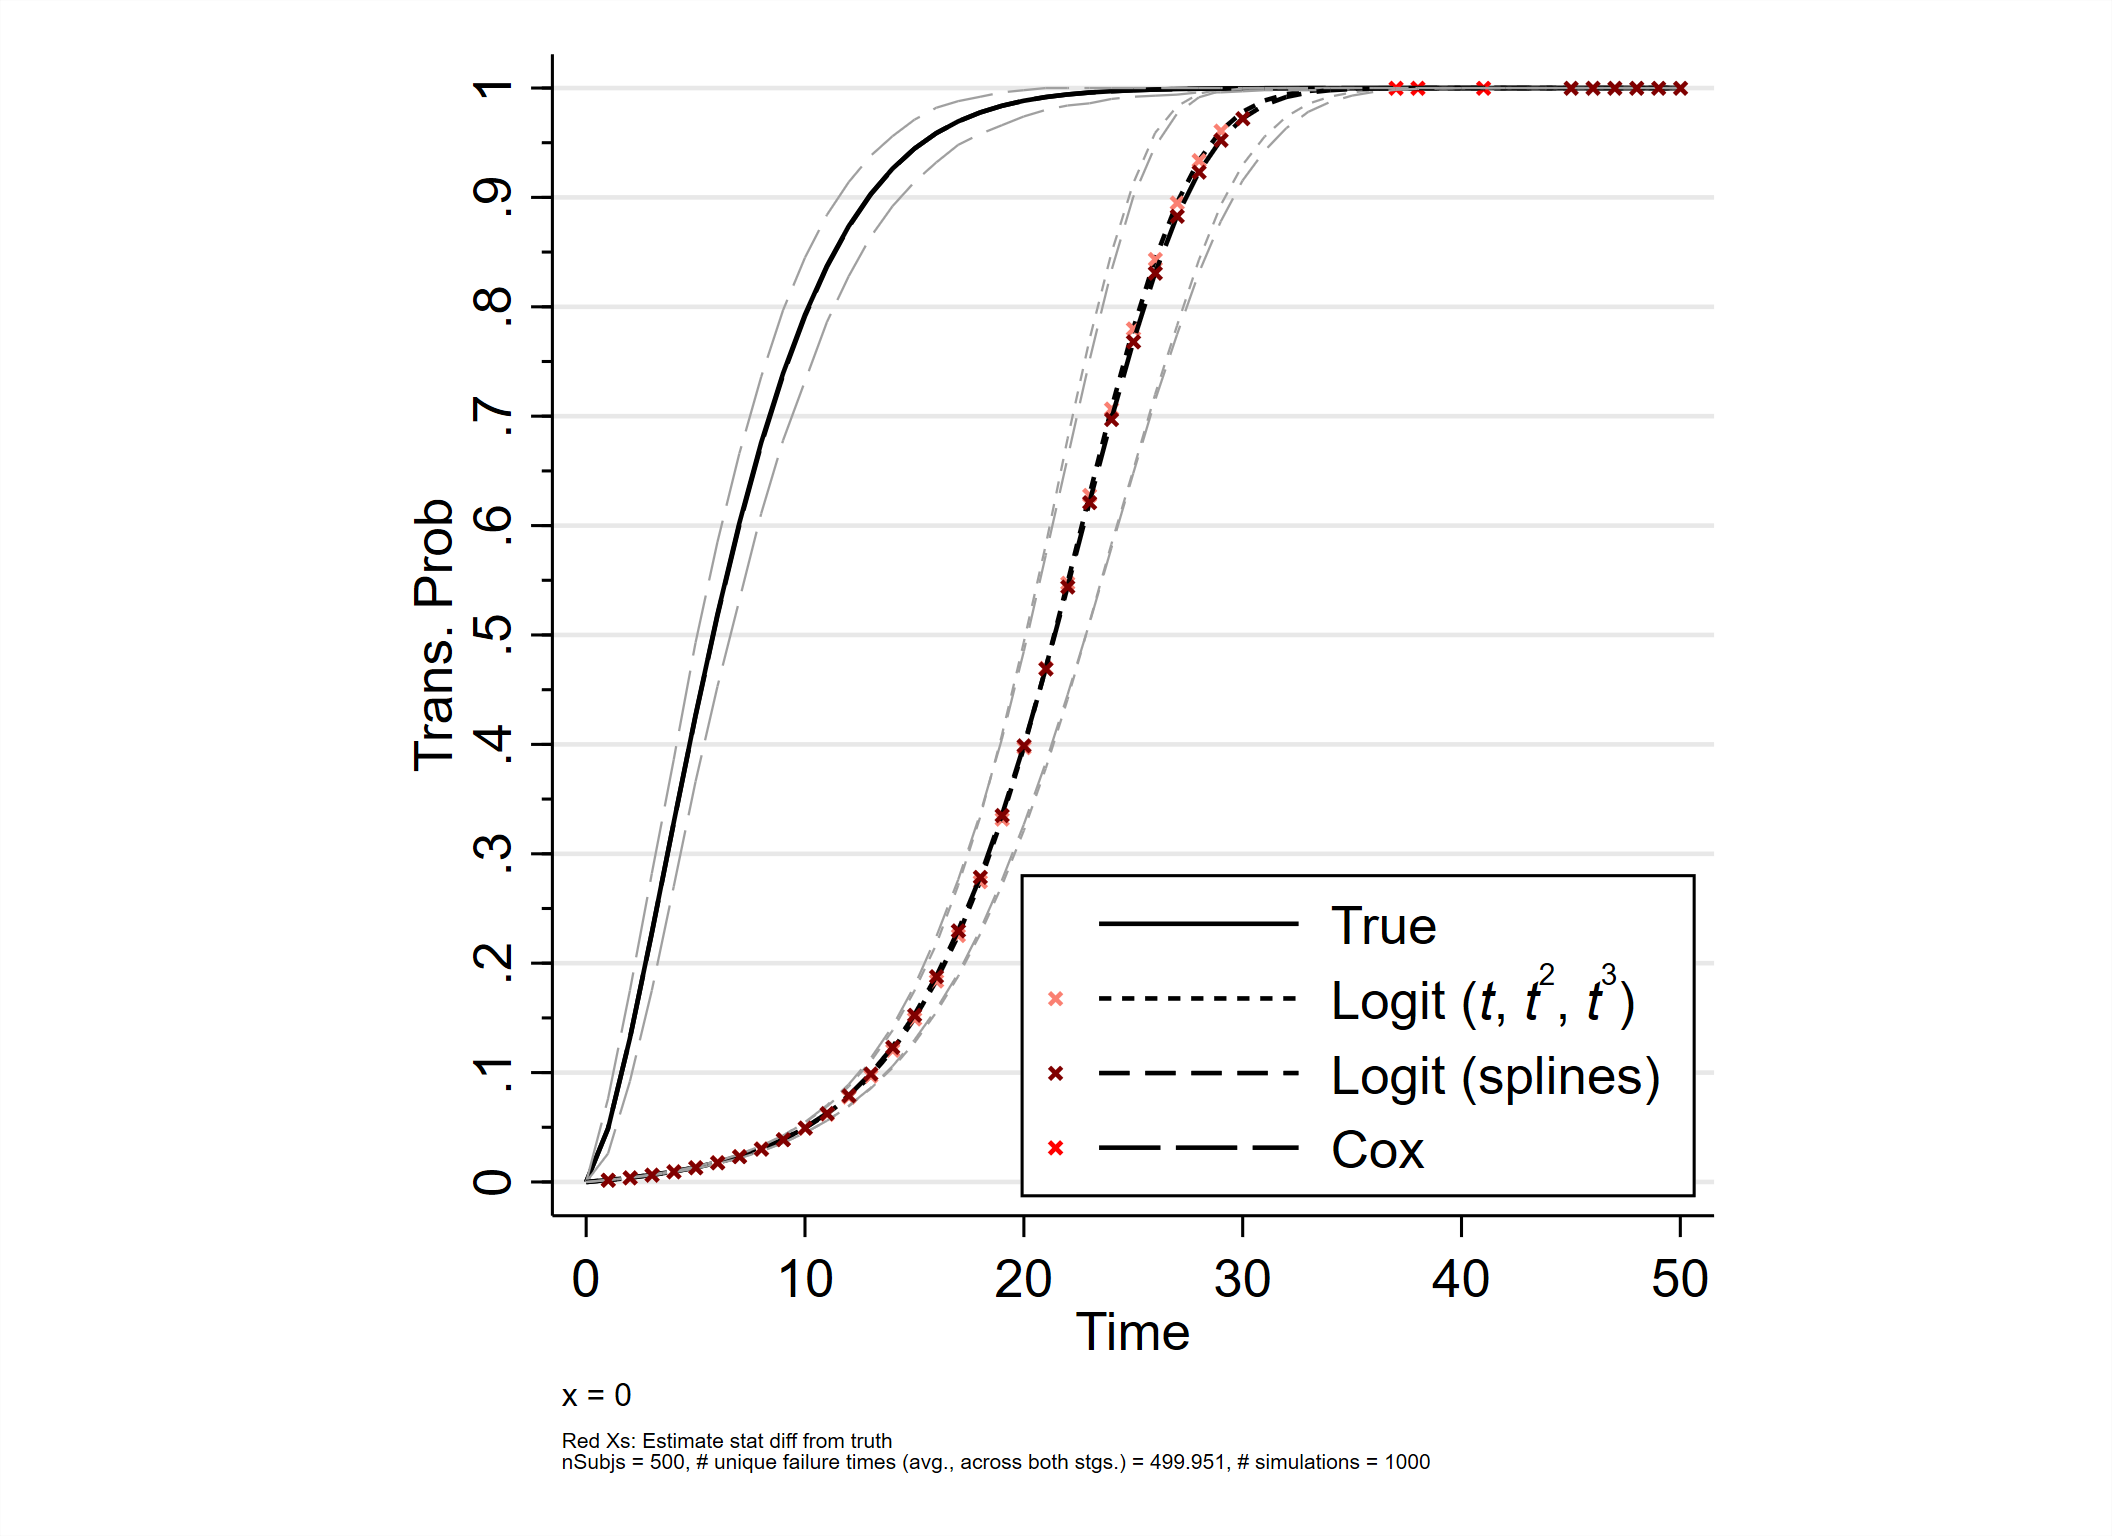 Trans. Prob
1
.9
.8
.7
.6
.5
.4
.3
.2
.1
0
True
Logit (t, t², t³)
Logit (splines)
Cox
0 10 20 30 40 50
Time
x = 0
Red Xs: Estimate stat diff from truth
nSubjs = 500, # unique failure times (avg., across both stgs.) = 499.951, # simulations = 1000